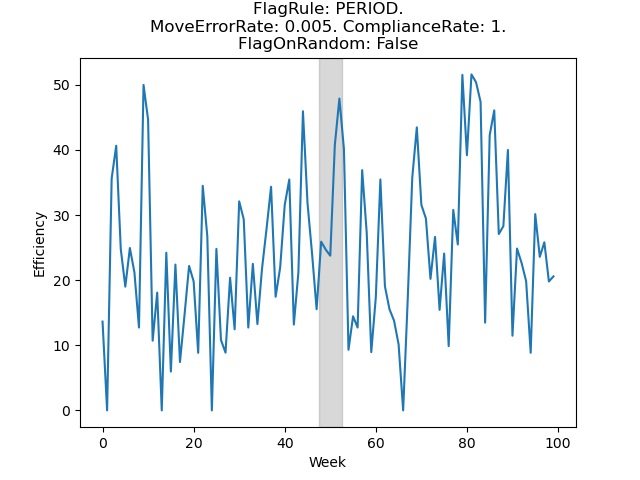 FlagRule: PERIOD.
MoveErrorRate: 0.005. ComplianceRate: 1.
FlagOnRandom: False
50
40
30
20
10
0
Efficiency
0 20 40 60 80 100
Week